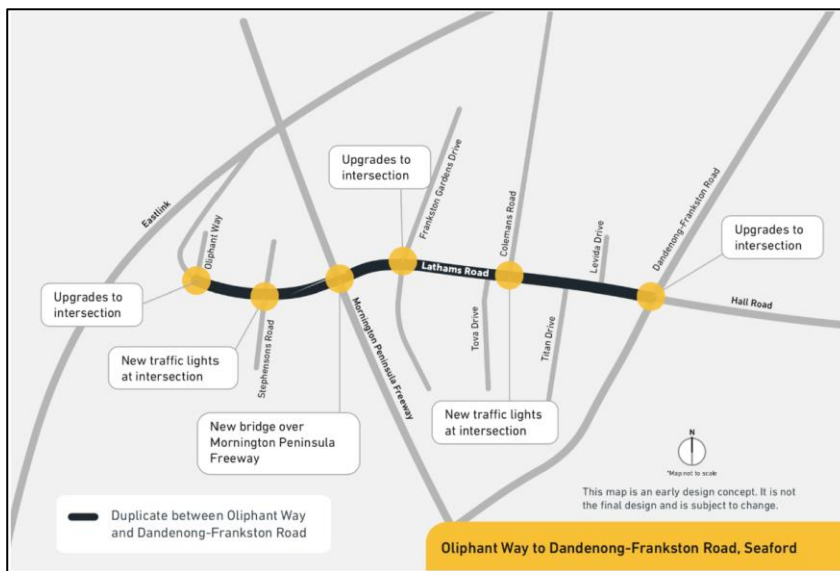 Eastlink
Oliphant Way
Upgrades to
intersection
New traffic lights
at intersection
Stephensons Road
New bridge over
Mornington Peninsula
Freeway
Mornington Peninsula Freeway
Upgrades to
intersection
Frankston Gardens Drive
Lathams Road
Colemans Road
Tova Drive
New traffic lights
at intersection
Titan Drive
Levida Drive
Dandenong-Frankston Road
Upgrades to
intersection
Hall Road
N
*Map not to scale
This map is an early design concept. It is not
the final design and is subject to change.
Duplicate between Oliphant Way
and Dandenong-Frankston Road
Oliphant Way to Dandenong-Frankston Road, Seaford